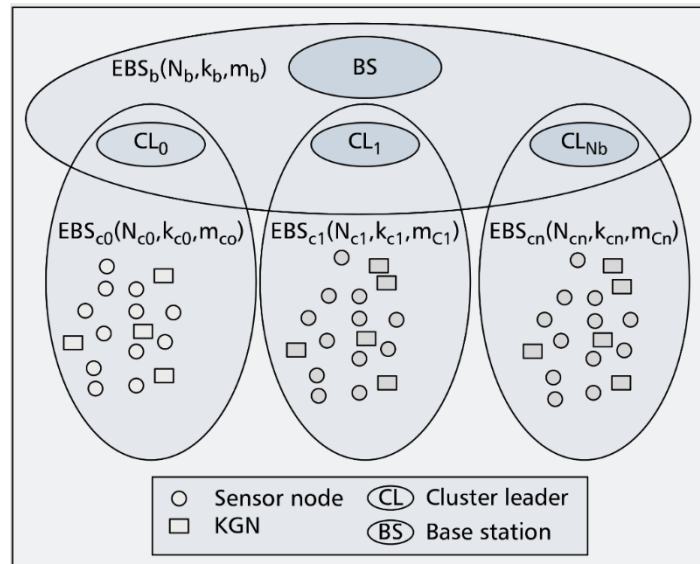 EBS_b(N_b,k_b,m_b)
BS
CL_0
CL_1
CL_Nb
EBS_c0(N_c0,k_c0,m_co)
EBS_c1(N_c1,k_c1,m_C1)
EBS_cn(N_cn,k_cn,m_Cn)
Sensor node
KGN
CL Cluster leader
BS Base station